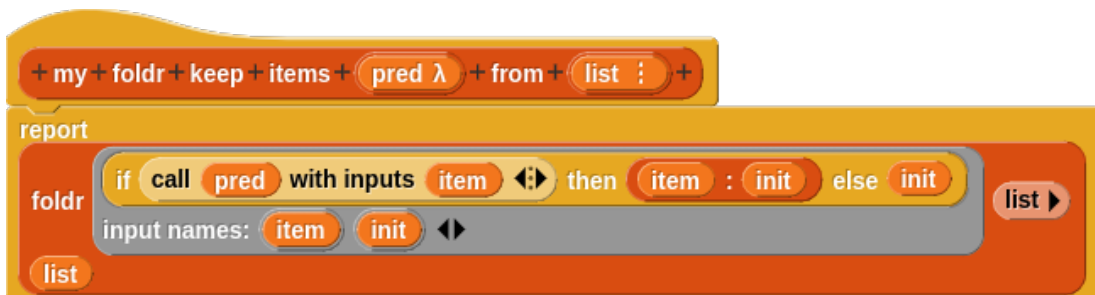 + my + foldr + keep + items + pred λ + from + list ⋮ +
report
foldr if call pred with inputs item then item : init else init list
input names: item init
list